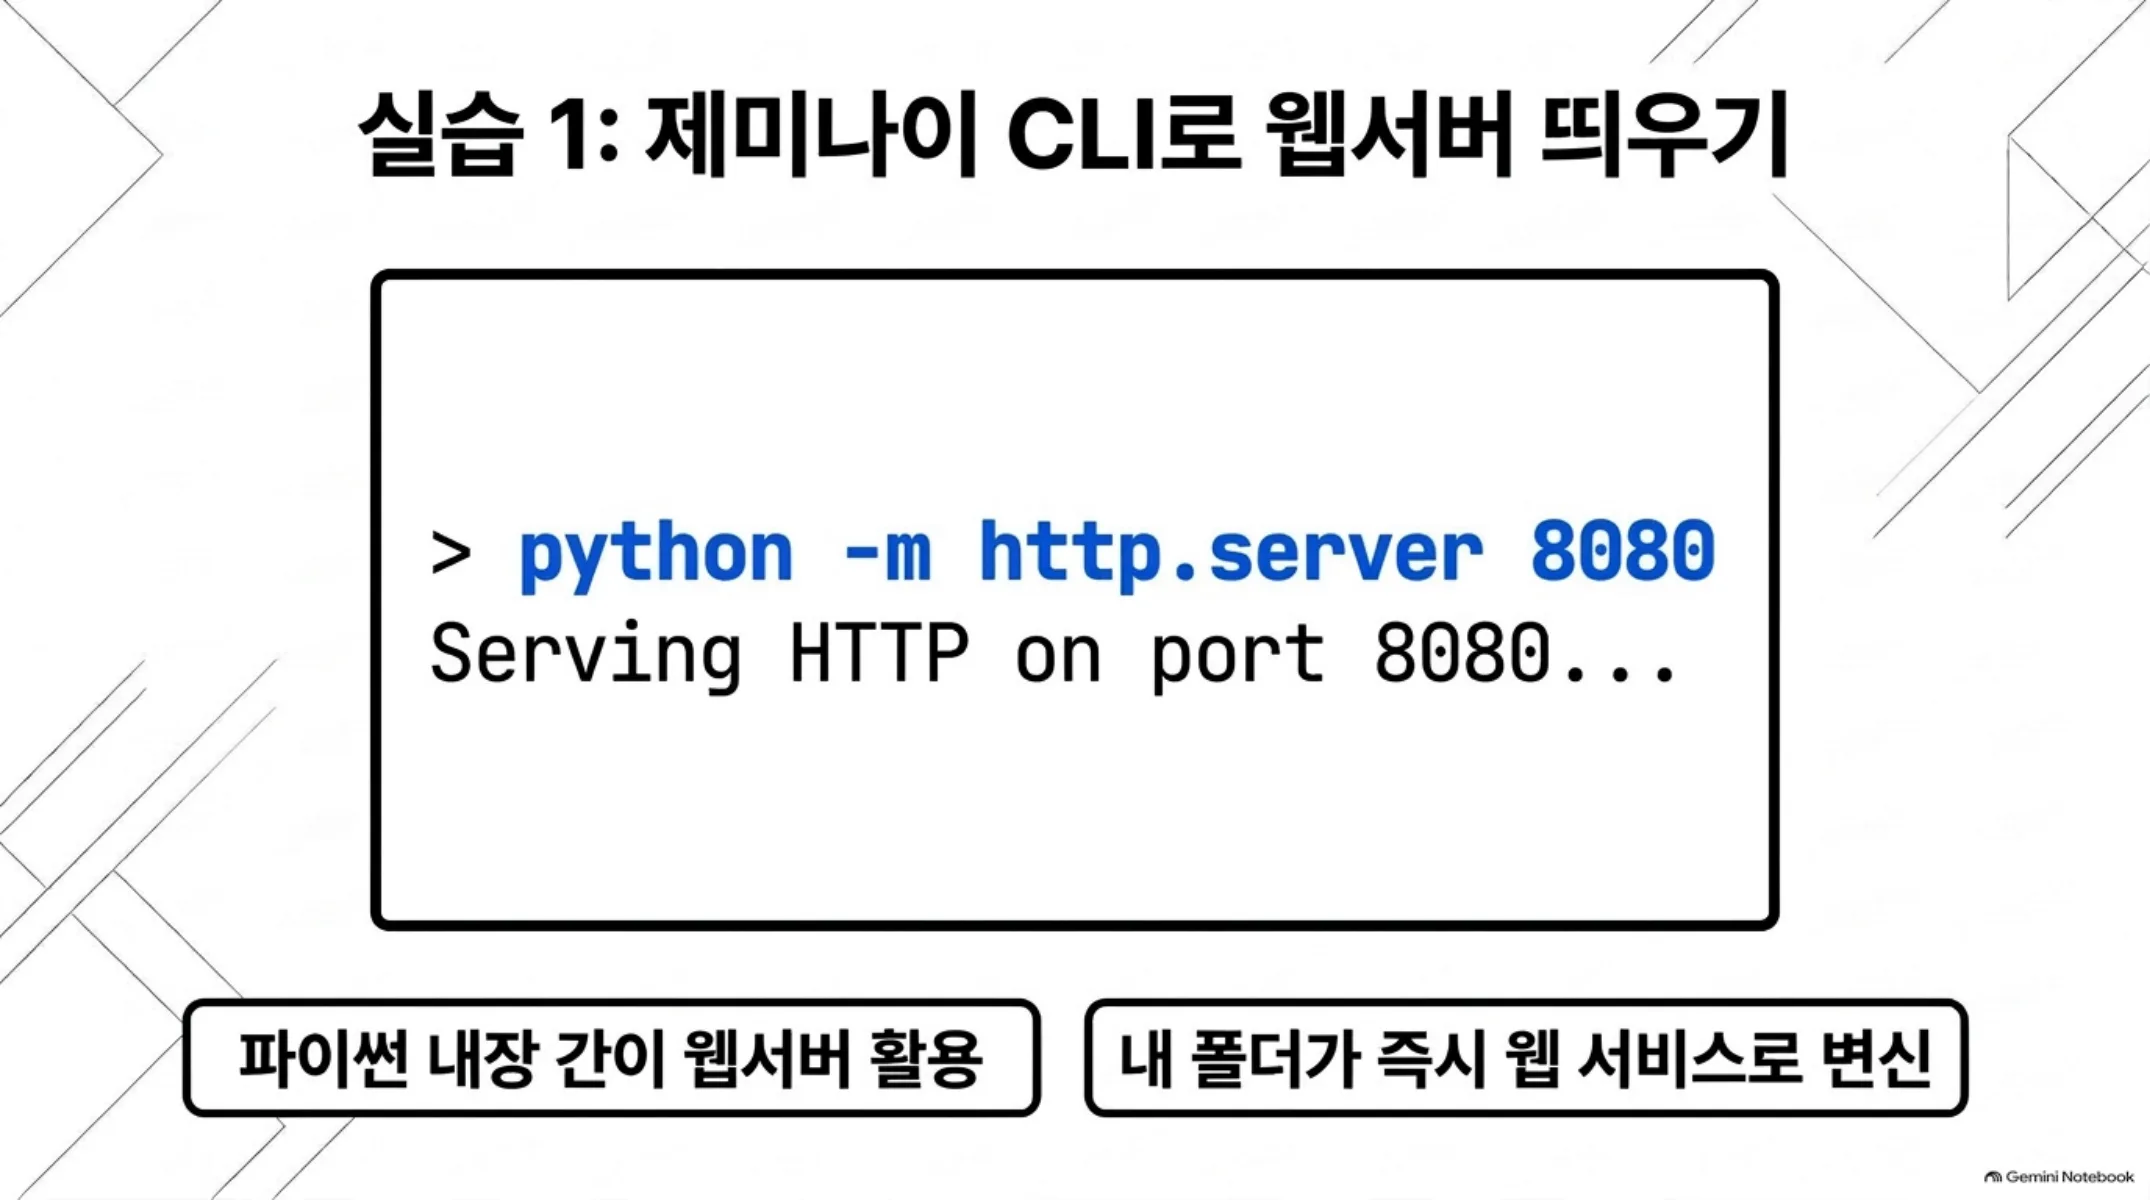 실습 1: 제미나이 CLI로 웹서버 띄우기
> python -m http.server 8080
Serving HTTP on port 8080...
파이썬 내장 간이 웹서버 활용
내 폴더가 즉시 웹 서비스로 변신
Gemini Notebook